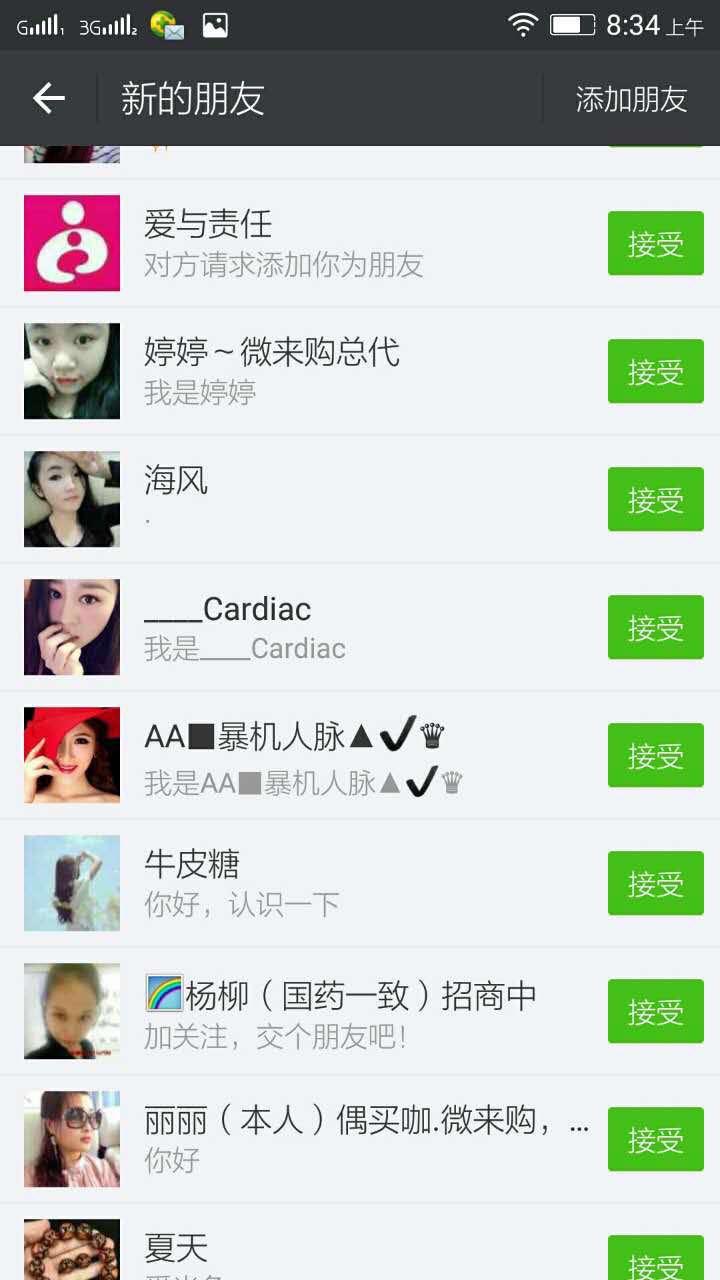 G 1 3G 2 8:34 上午
新的朋友 添加朋友
爱与责任
对方请求添加你为朋友
接受
婷婷～微来购总代
我是婷婷
接受
海风
.
接受
____Cardiac
我是____Cardiac
接受
AA■暴机人脉▲✔♛
我是AA■暴机人脉▲✔♛
接受
牛皮糖
你好，认识一下
接受
🌈杨柳（国药一致）招商中
加关注，交个朋友吧！
接受
丽丽（本人）偶买咖.微来购，...
你好
接受
夏天
接受